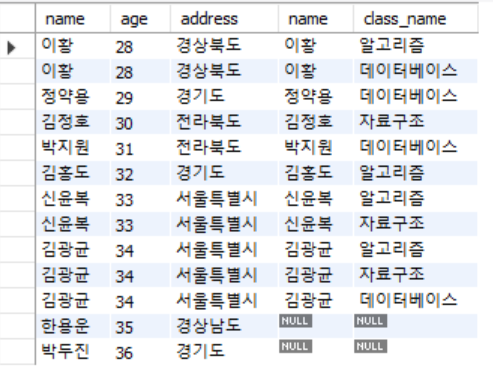 name age address name class_name
이황 28 경상북도 이황 알고리즘
이황 28 경상북도 이황 데이터베이스
정약용 29 경기도 정약용 데이터베이스
김정호 30 전라북도 김정호 자료구조
박지원 31 전라북도 박지원 데이터베이스
김홍도 32 경기도 김홍도 알고리즘
신윤복 33 서울특별시 신윤복 알고리즘
신윤복 33 서울특별시 신윤복 자료구조
김광균 34 서울특별시 김광균 알고리즘
김광균 34 서울특별시 김광균 자료구조
김광균 34 서울특별시 김광균 데이터베이스
한용운 35 경상남도 NULL NULL
박두진 36 경기도 NULL NULL